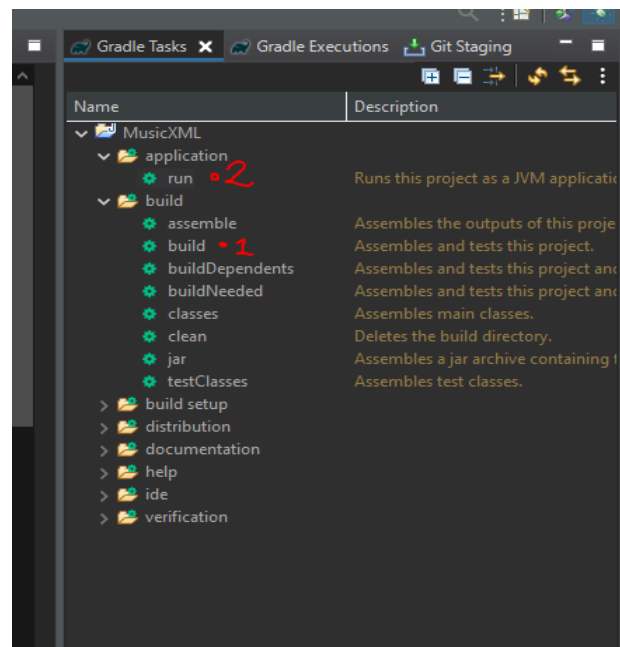 Gradle Tasks Gradle Executions Git Staging
Name Description
MusicXML
application
run 2 Runs this project as a JVM applicatio
build
assemble Assembles the outputs of this proje
build 1 Assembles and tests this project.
buildDependents Assembles and tests this project and
buildNeeded Assembles and tests this project and
classes Assembles main classes.
clean Deletes the build directory.
jar Assembles a jar archive containing t
testClasses Assembles test classes.
build setup
distribution
documentation
help
ide
verification